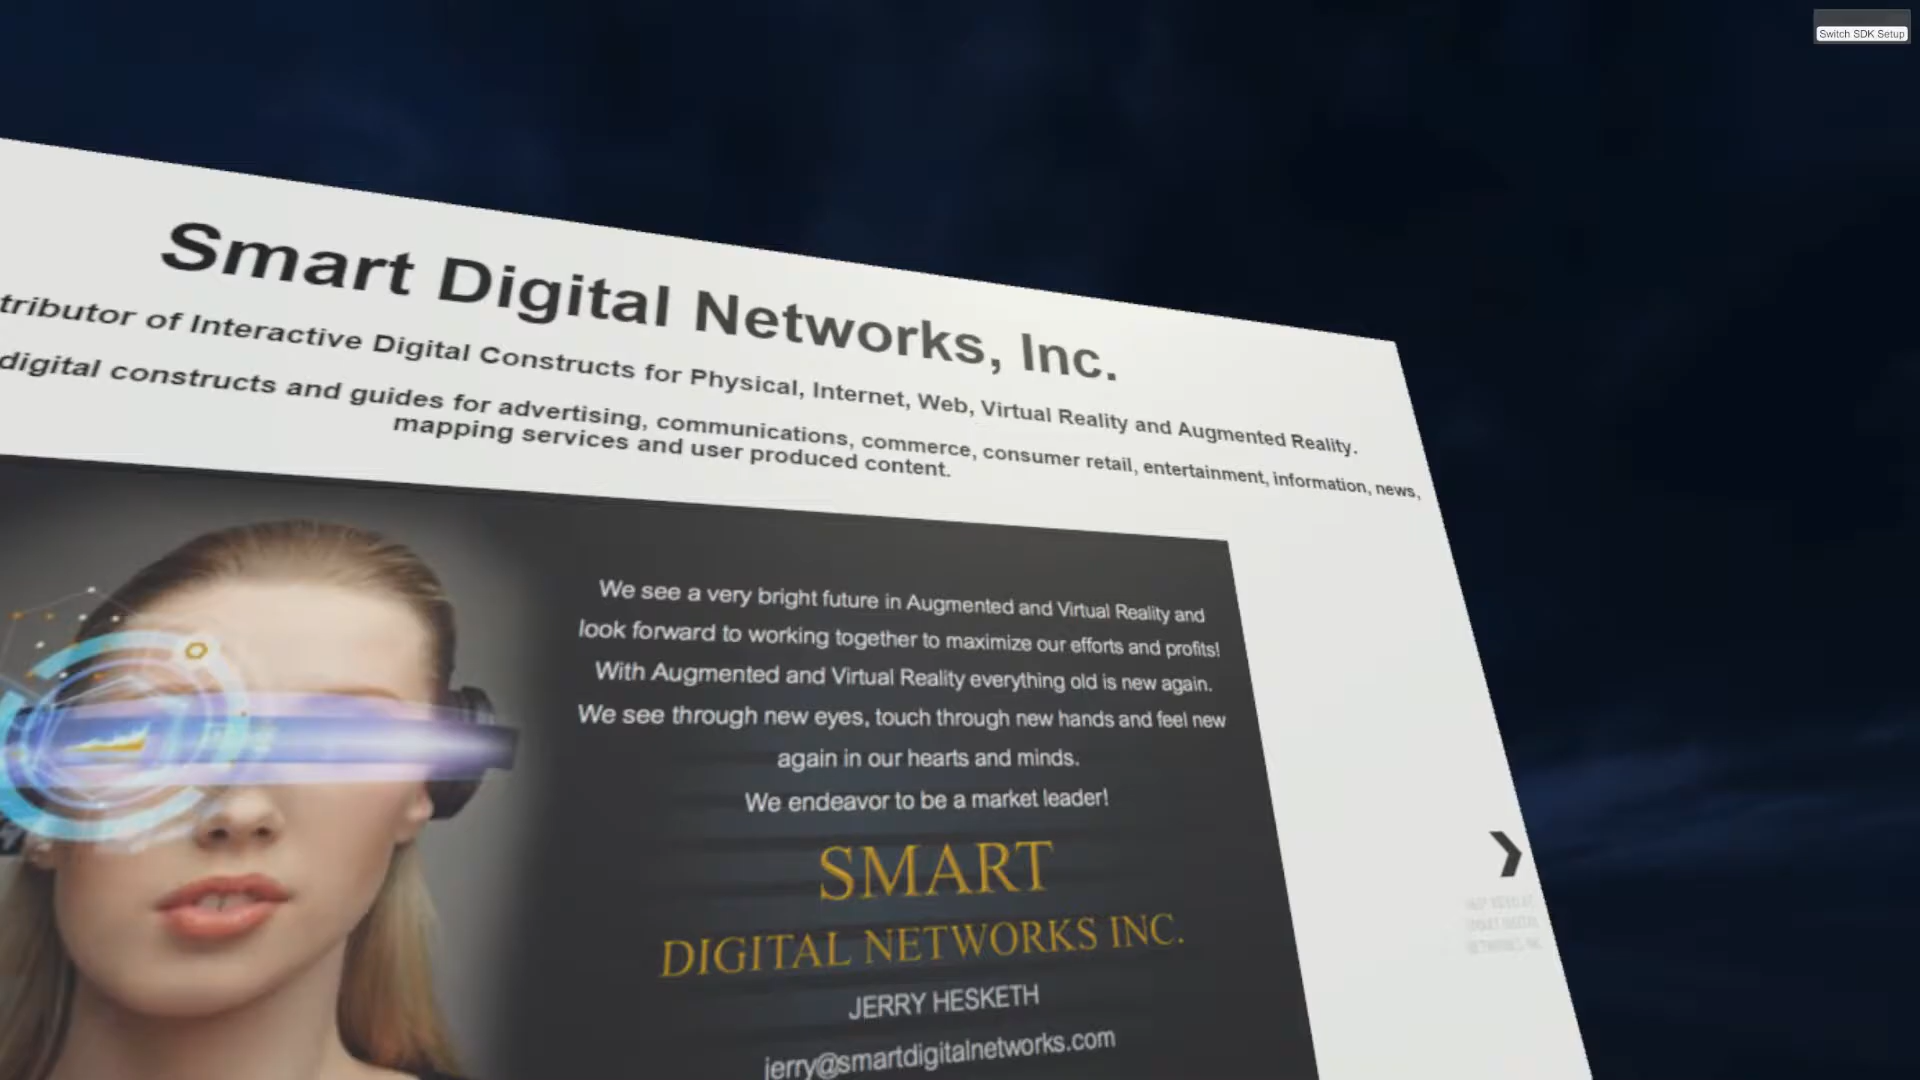 Switch SDK Setup
Smart Digital Networks, Inc.
tributor of Interactive Digital Constructs for Physical, Internet, Web, Virtual Reality and Augmented Reality.
digital constructs and guides for advertising, communications, commerce, consumer retail, entertainment, information, news,
mapping services and user produced content.
We see a very bright future in Augmented and Virtual Reality and
look forward to working together to maximize our efforts and profits!
With Augmented and Virtual Reality everything old is new again.
We see through new eyes, touch through new hands and feel new
again in our hearts and minds.
We endeavor to be a market leader!
SMART
DIGITAL NETWORKS INC.
JERRY HESKETH
jerry@smartdigitalnetworks.com